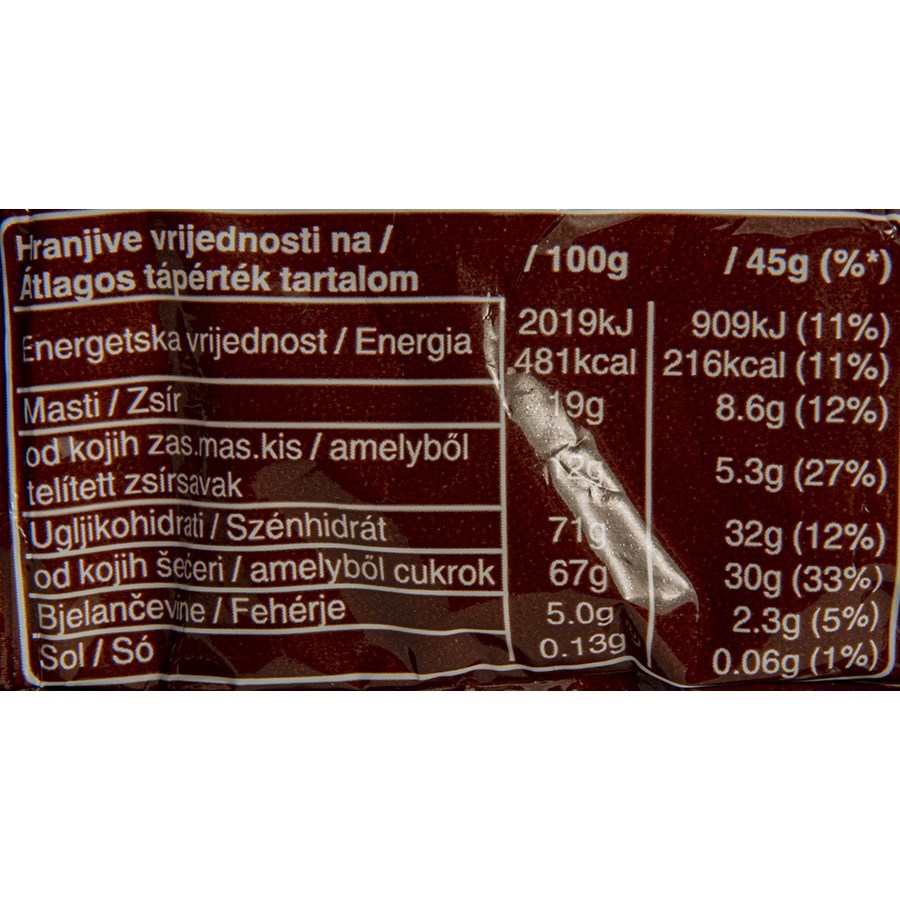 Hranjive vrijednosti na / / 100g / 45g (%*)
Átlagos tápérték tartalom
Energetska vrijednost / Energia 2019kJ 909kJ (11%)
481kcal 216kcal (11%)
Masti / Zsír 19g 8.6g (12%)
od kojih zas.mas.kis / amelyből
telített zsírsavak 5.3g (27%)
Ugljikohidrati / Szénhidrát 71g 32g (12%)
od kojih šećeri / amelyből cukrok 67g 30g (33%)
Bjelančevine / Fehérje 5.0g 2.3g (5%)
Sol / Só 0.13g 0.06g (1%)